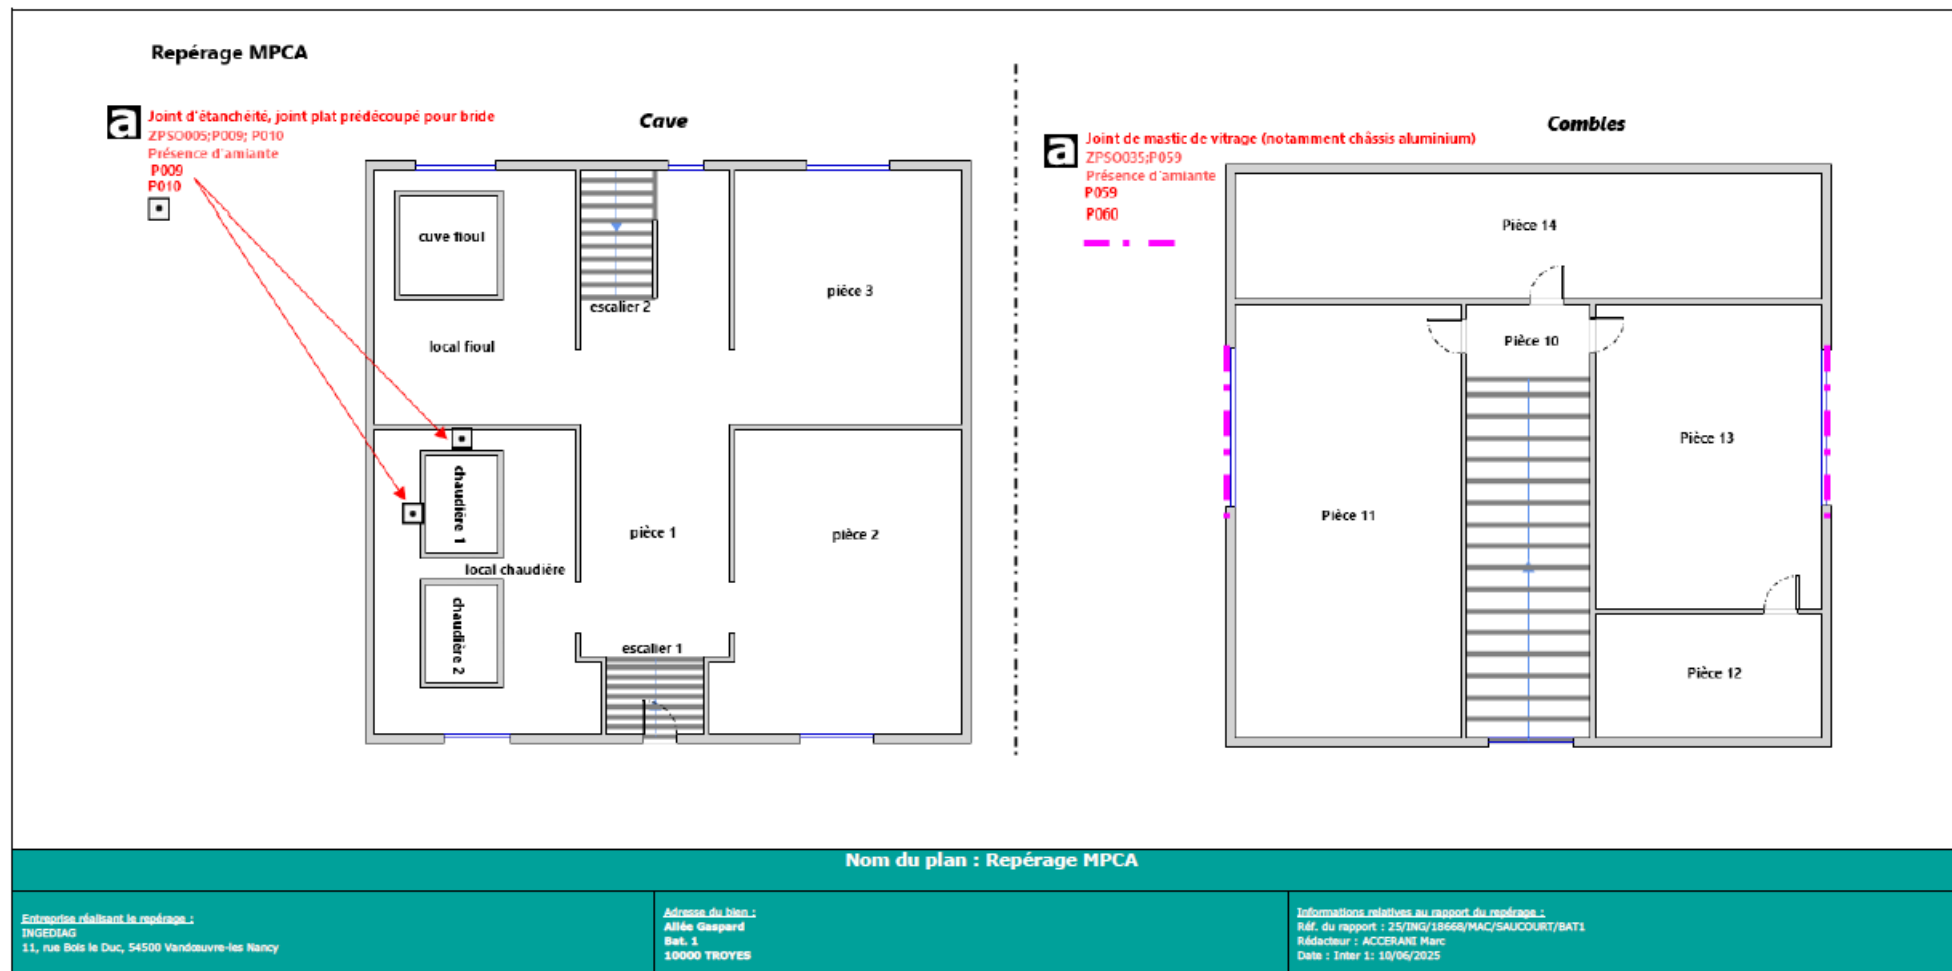 Repérage MPCA
a
Joint d'étanchéité, joint plat prédécoupé pour bride
ZPSO005;P009; P010
Présence d'amiante
P009
P010
Cave
cuve fioul
local fioul
escalier 2
pièce 3
chaudière 1
local chaudière
pièce 1
pièce 2
chaudière 2
escalier 1
Combles
a
Joint de mastic de vitrage (notamment châssis aluminium)
ZPSO035;P059
Présence d'amiante
P059
P060
Pièce 14
Pièce 10
Pièce 13
Pièce 11
Pièce 12
Nom du plan : Repérage MPCA
Entreprise réalisant le repérage :
INGEDIAG
11, rue Bois le Duc, 54500 Vandœuvre-les Nancy
Adresse du bien :
Allée Gaspard
Bat. 1
10000 TROYES
Informations relatives au rapport du repérage :
Réf. du rapport : 25/ING/18668/MAC/SAUCOURT/BAT1
Rédacteur : ACCERANI Marc
Date : Inter 1: 10/06/2025